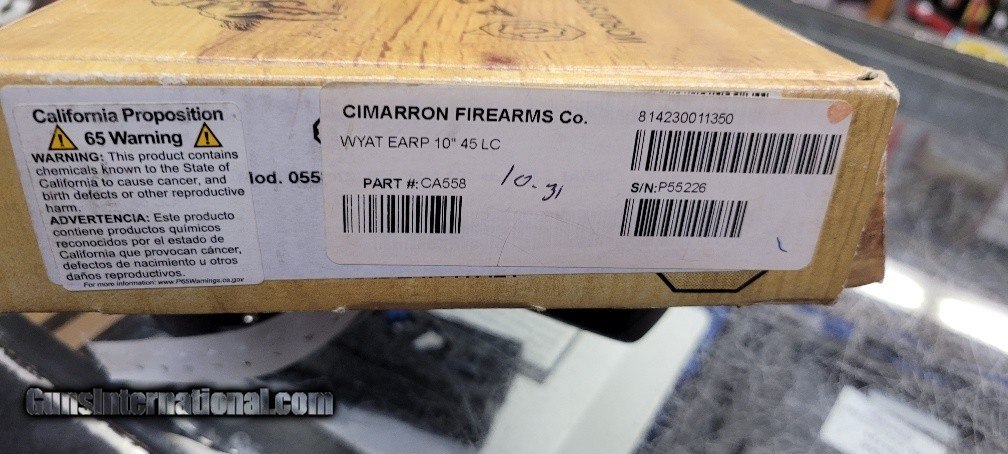 California Proposition
65 Warning
WARNING: This product contains
chemicals known to the State of
California to cause cancer, and
birth defects or other reproductive
harm.
ADVERTENCIA: Este producto
contiene productos químicos
reconocidos por el estado de
California que provocan cáncer,
defectos de nacimiento u otros
daños reproductivos.
For more information: www.P65Warnings.ca.gov
lod. 055
CIMARRON FIREARMS Co.
WYAT EARP 10" 45 LC
PART #:CA558
10.31
814230011350
S/N:P55226
GunsInternational.com